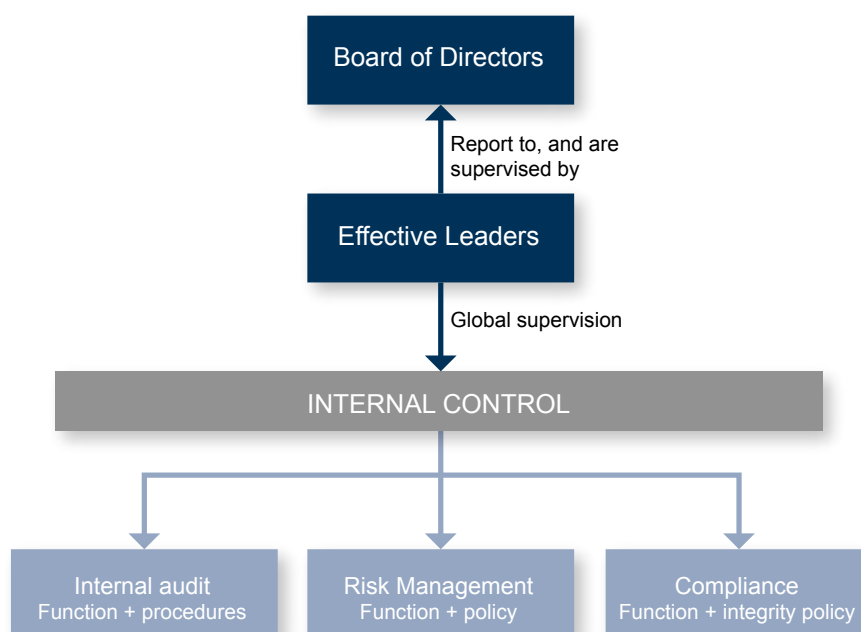 Board of Directors
Report to, and are
supervised by
Effective Leaders
Global supervision
INTERNAL CONTROL
Internal audit
Function + procedures
Risk Management
Function + policy
Compliance
Function + integrity policy